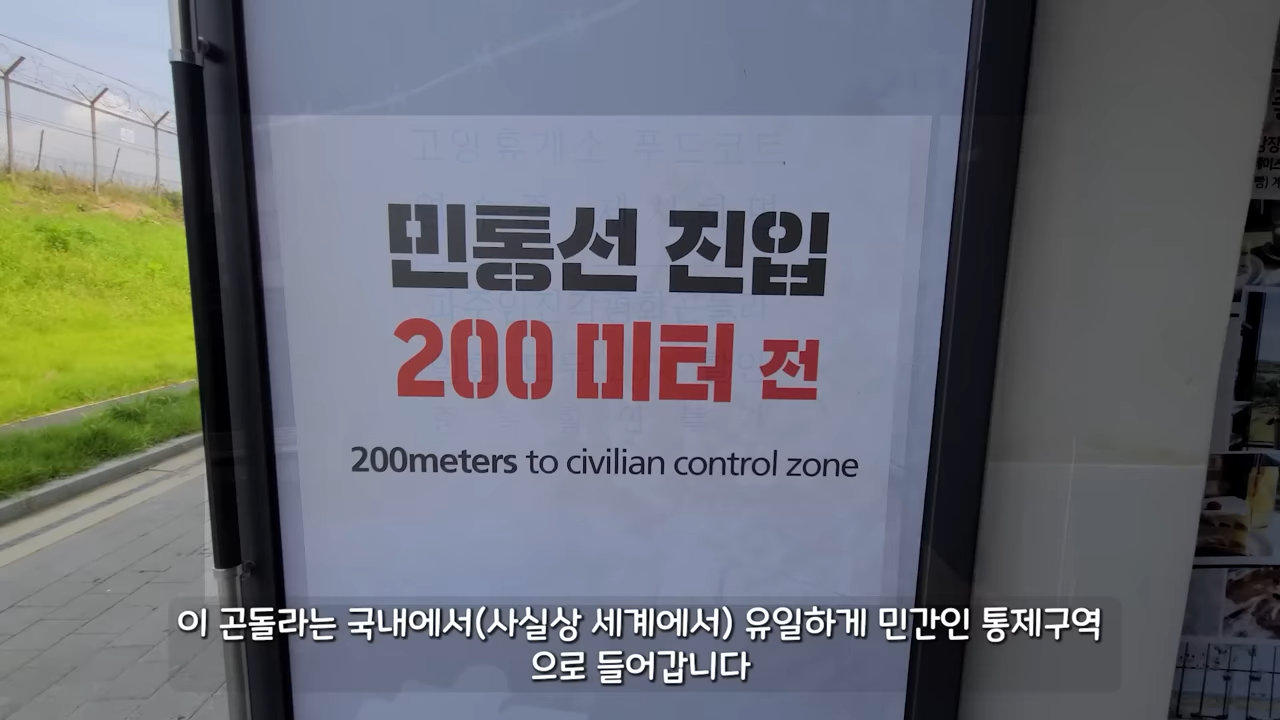 민통선 진입
200 미터 전
200meters to civilian control zone
이 곤돌라는 국내에서(사실상 세계에서) 유일하게 민간인 통제구역
으로 들어갑니다